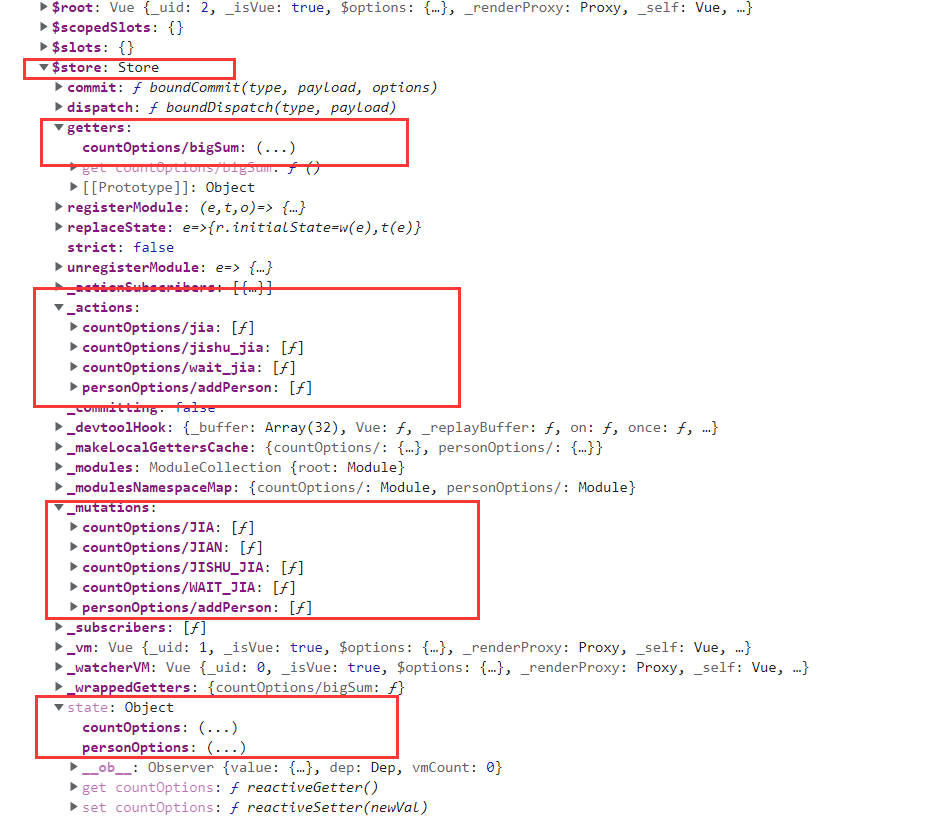 $root: Vue {_uid: 2, _isVue: true, $options: {…}, _renderProxy: Proxy, _self: Vue, …}
$scopedSlots: {}
$slots: {}
$store: Store
commit: ƒ boundCommit(type, payload, options)
dispatch: ƒ boundDispatch(type, payload)
getters:
countOptions/bigSum: (...)
get countOptions/bigSum: ƒ ()
[[Prototype]]: Object
registerModule: (e,t,o)=> {…}
replaceState: e=>{r.initialState=w(e),t(e)}
strict: false
unregisterModule: e=> {…}
_actionSubscribers: [{…}]
_actions:
countOptions/jia: [ƒ]
countOptions/jishu_jia: [ƒ]
countOptions/wait_jia: [ƒ]
personOptions/addPerson: [ƒ]
_committing: false
_devtoolHook: {_buffer: Array(32), Vue: ƒ, _replayBuffer: ƒ, on: ƒ, once: ƒ, …}
_makeLocalGettersCache: {countOptions/: {…}, personOptions/: {…}}
_modules: ModuleCollection {root: Module}
_modulesNamespaceMap: {countOptions/: Module, personOptions/: Module}
_mutations:
countOptions/JIA: [ƒ]
countOptions/JIAN: [ƒ]
countOptions/JISHU_JIA: [ƒ]
countOptions/WAIT_JIA: [ƒ]
personOptions/addPerson: [ƒ]
_subscribers: [ƒ]
_vm: Vue {_uid: 1, _isVue: true, $options: {…}, _renderProxy: Proxy, _self: Vue, …}
_watcherVM: Vue {_uid: 0, _isVue: true, $options: {…}, _renderProxy: Proxy, _self: Vue, …}
_wrappedGetters: {countOptions/bigSum: ƒ}
state: Object
countOptions: (...)
personOptions: (...)
__ob__: Observer {value: {…}, dep: Dep, vmCount: 0}
get countOptions: ƒ reactiveGetter()
set countOptions: ƒ reactiveSetter(newVal)